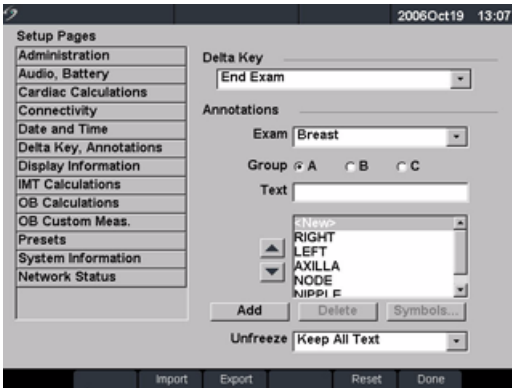 2006Oct19 13:07
Setup Pages
Administration
Audio, Battery
Cardiac Calculations
Connectivity
Date and Time
Delta Key, Annotations
Display Information
IMT Calculations
OB Calculations
OB Custom Meas.
Presets
System Information
Network Status
Delta Key
End Exam
Annotations
Exam Breast
Group A B C
Text
<New>
RIGHT
LEFT
AXILLA
NODE
NIPPLE
Add Delete Symbols...
Unfreeze Keep All Text
Import Export Reset Done